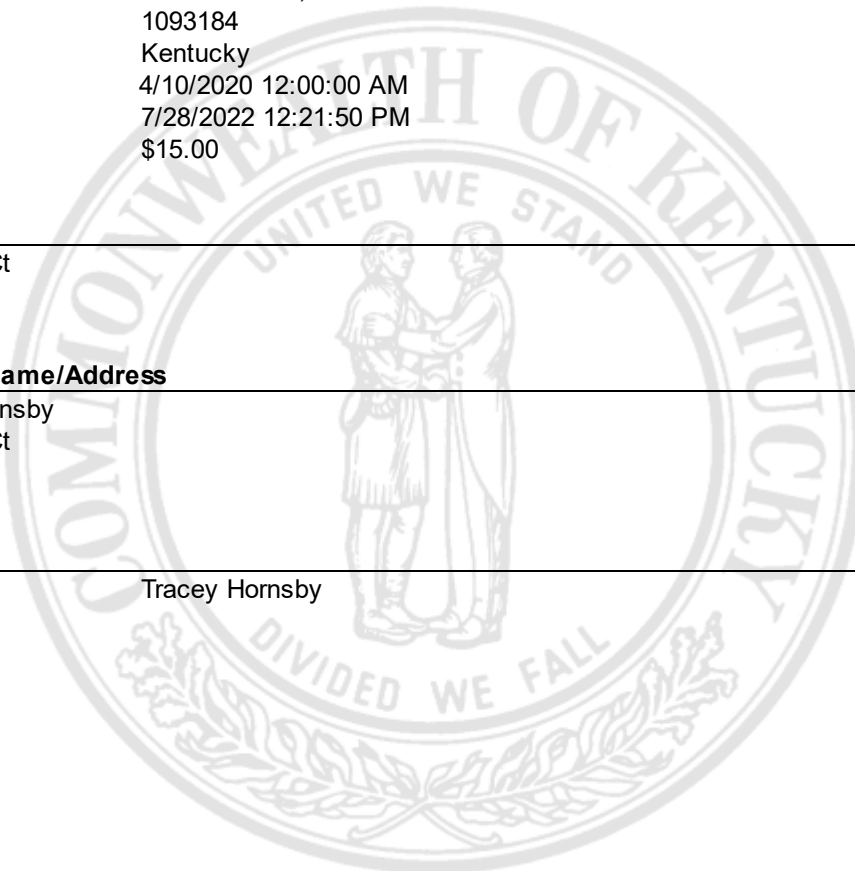 1093184
Kentucky
4/10/2020 12:00:00 AM
7/28/2022 12:21:50 PM
$15.00
COMMONWEALTH OF KENTUCKY
UNITED WE STAND
Ct
ame/Address
nsby
Ct
Tracey Hornsby
DIVIDED WE FALL